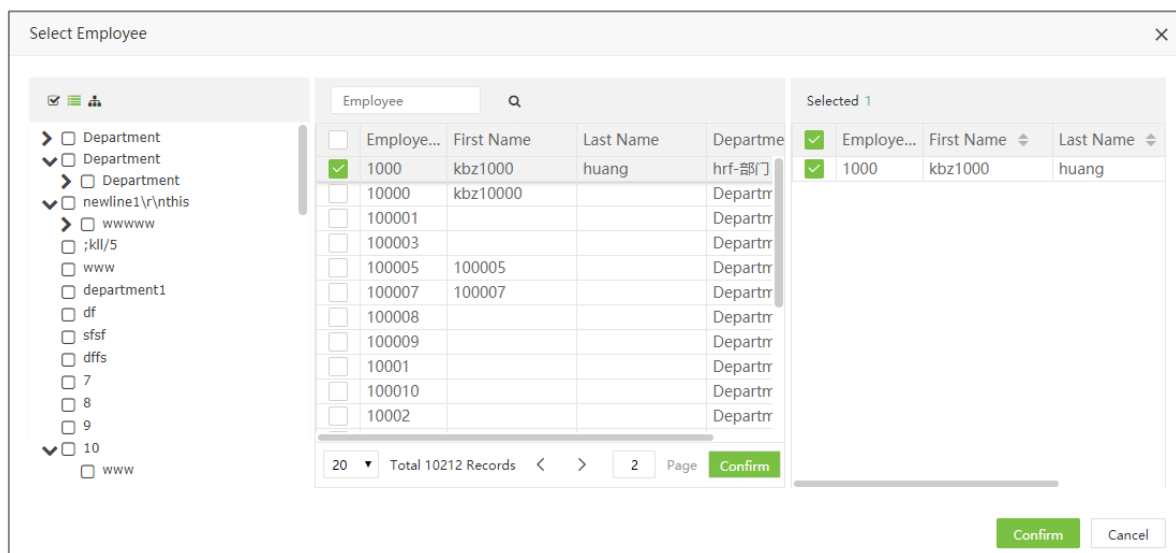 Select Employee
Employee
Selected 1
Department
Department
Department
newline1\r\nthis
wwwww
;kll/5
www
department1
df
sfsf
dffs
7
8
9
10
www
Employe... First Name Last Name Departme
1000 kbz1000 huang hrf-部门
10000 kbz10000 Departm
100001 Departm
100003 Departm
100005 100005 Departm
100007 100007 Departm
100008 Departm
100009 Departm
10001 Departm
100010 Departm
10002 Departm
20 Total 10212 Records < > 2 Page Confirm
Employe... First Name Last Name
1000 kbz1000 huang
Confirm Cancel